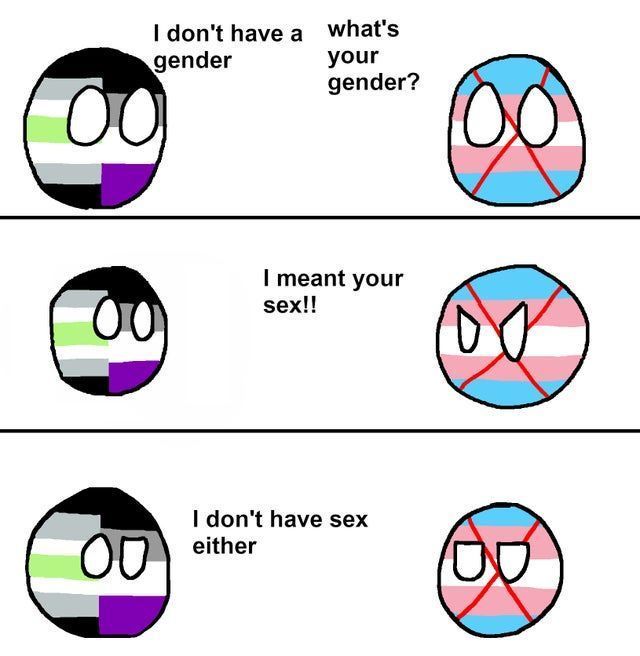 I don't have a
gender
what's
your
gender?
I meant your
sex!!
I don't have sex
either